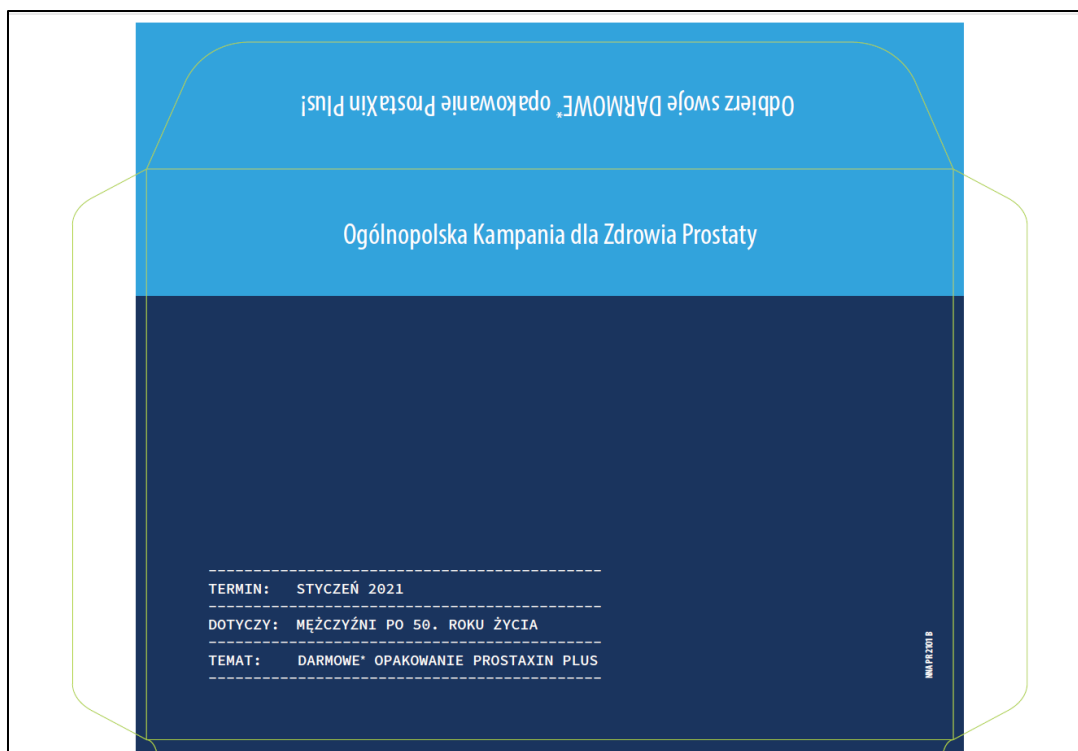 Odbierz swoje DARMOWE* opakowanie ProstaXin Plus!
Ogólnopolska Kampania dla Zdrowia Prostaty
TERMIN: STYCZEŃ 2021
DOTYCZY: MĘŻCZYŹNI PO 50. ROKU ŻYCIA
TEMAT: DARMOWE* OPAKOWANIE PROSTAXIN PLUS
NNAPR2101B